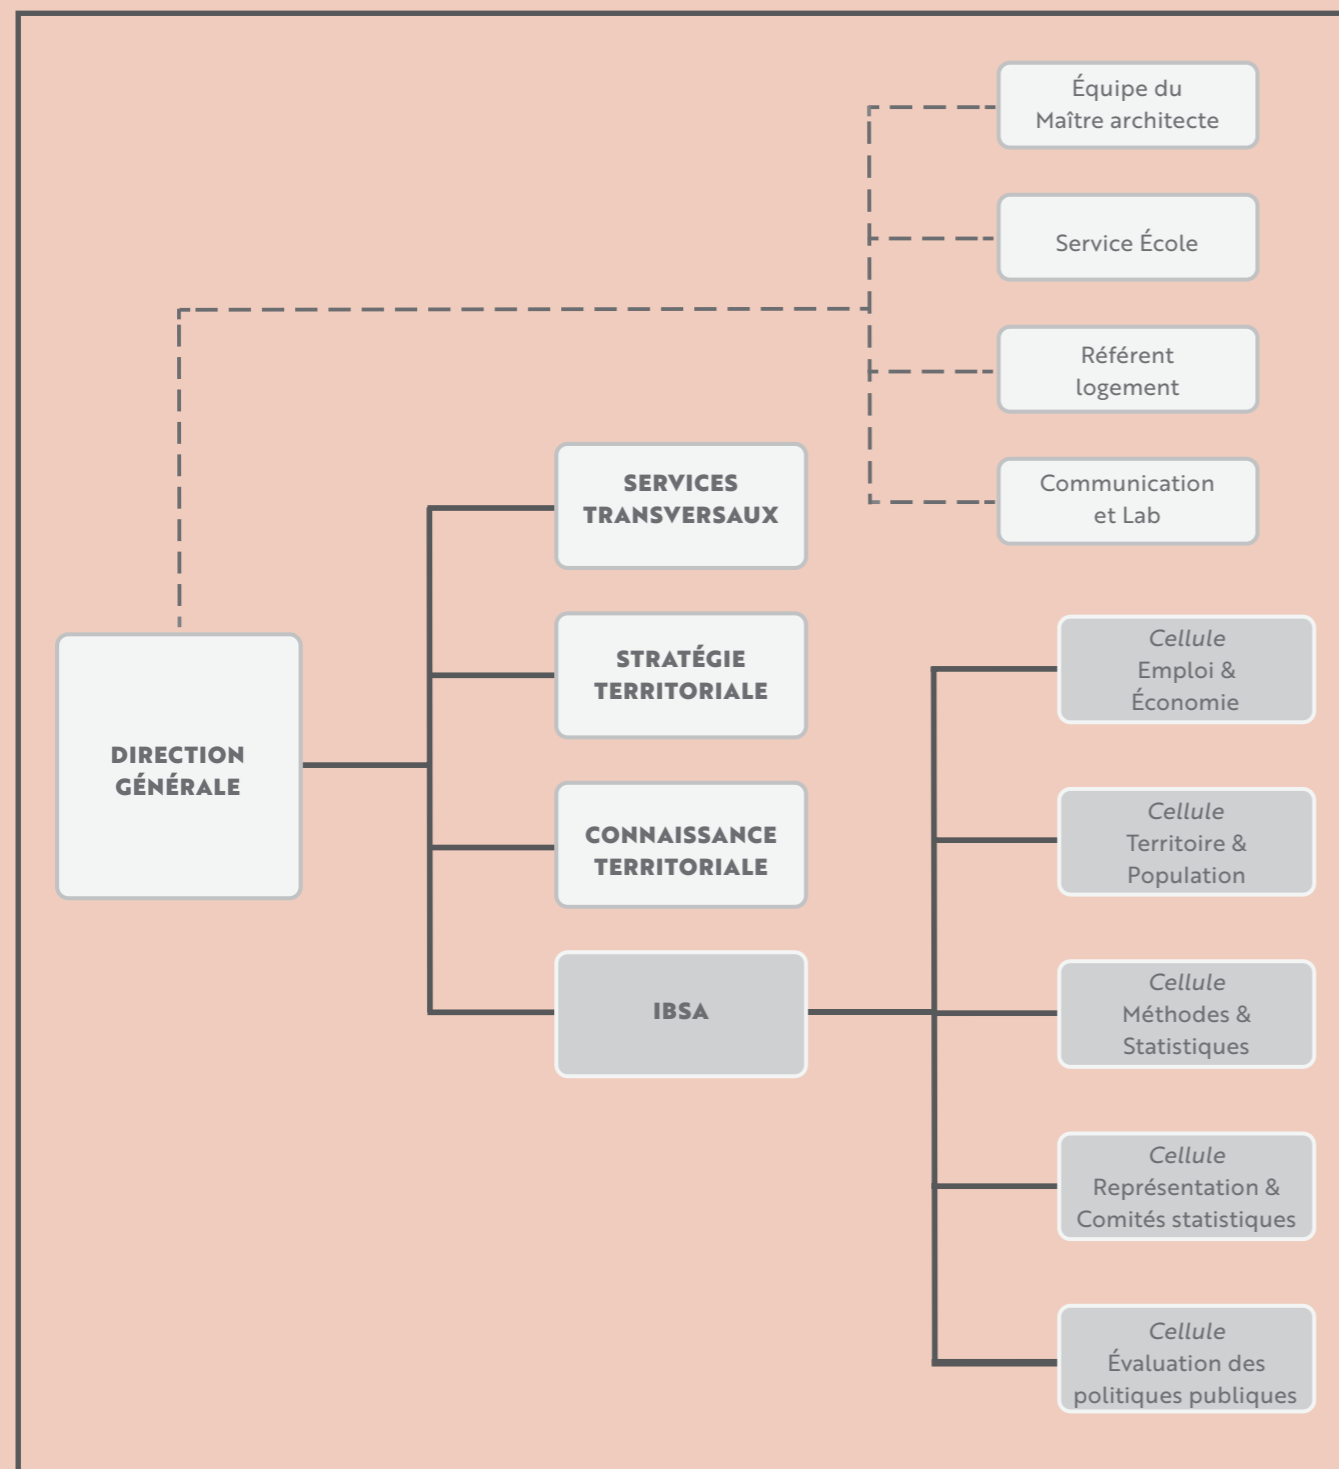 Équipe du
Maître architecte
Service École
Référent
logement
Communication
et Lab
SERVICES
TRANSVERSAUX
STRATÉGIE
TERRITORIALE
DIRECTION
GÉNÉRALE
CONNAISSANCE
TERRITORIALE
IBSA
Cellule
Emploi &
Économie
Cellule
Territoire &
Population
Cellule
Méthodes &
Statistiques
Cellule
Représentation &
Comités statistiques
Cellule
Évaluation des
politiques publiques